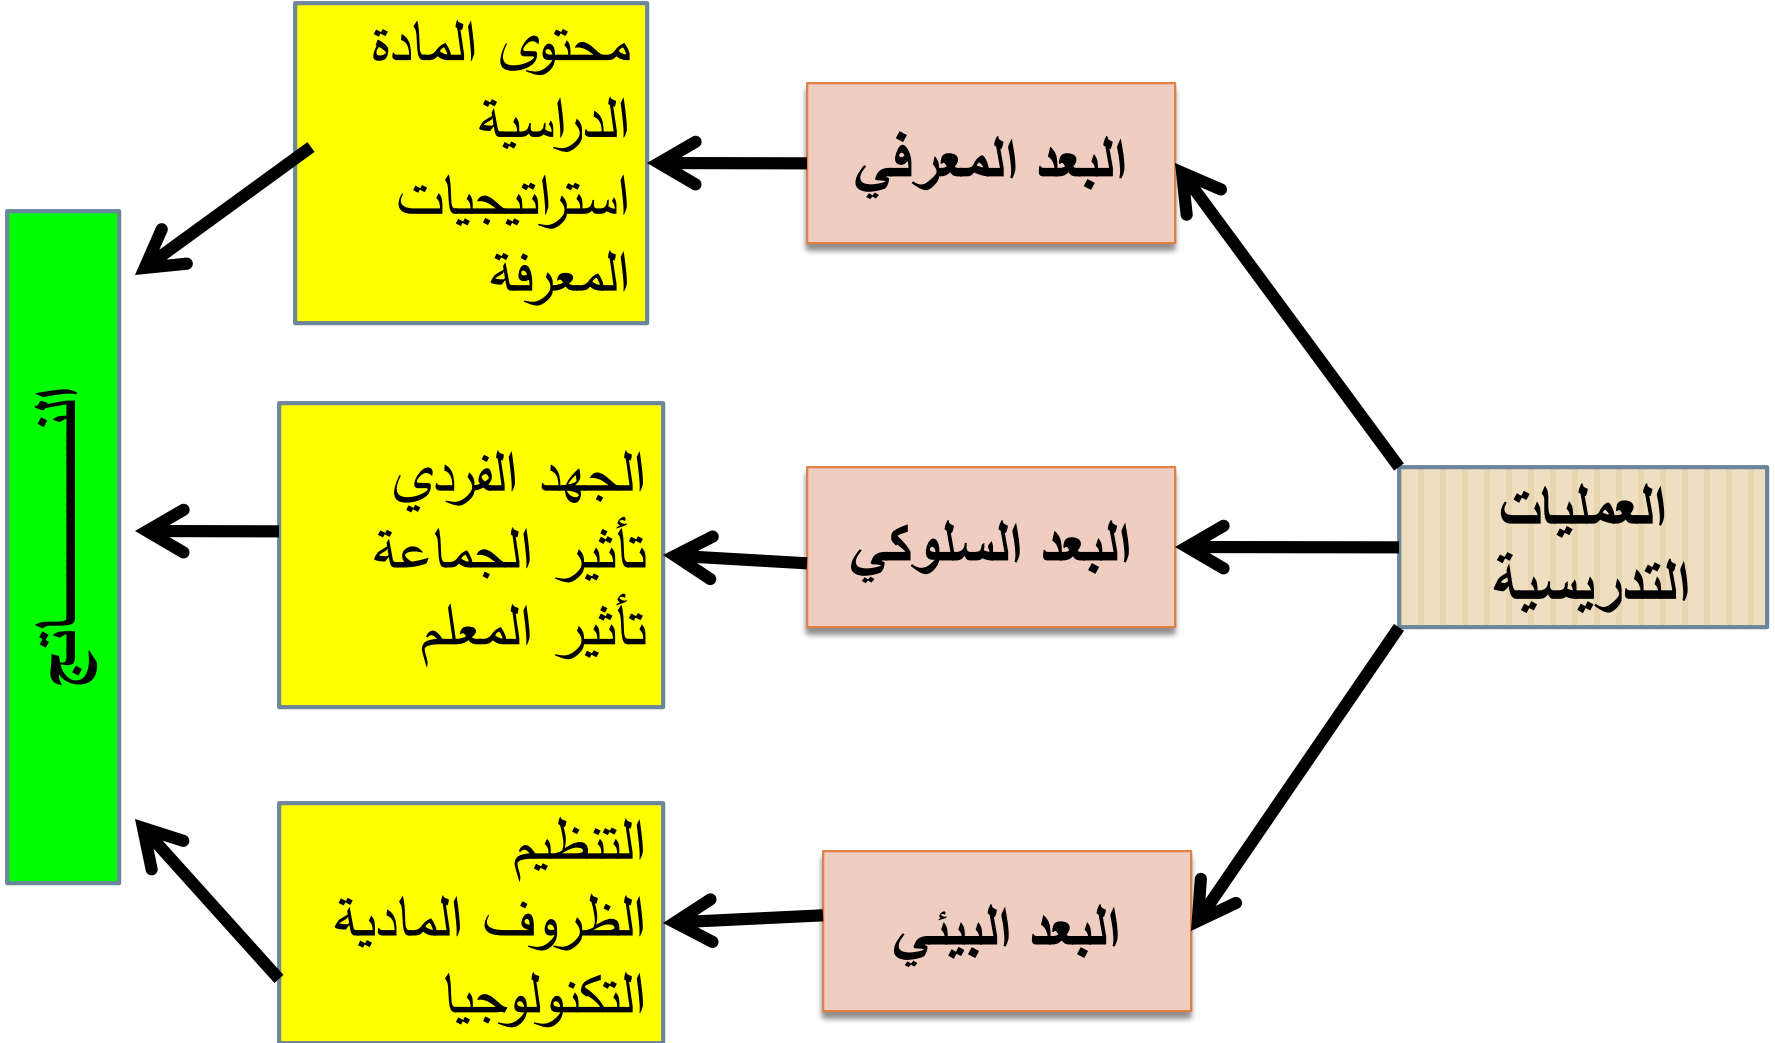 العمليات
التدريسية
البعد المعرفي
محتوى المادة
الدراسية
استراتيجيات
المعرفة
البعد السلوكي
الجهد الفردي
تأثير الجماعة
تأثير المعلم
البعد البيئي
التنظيم
الظروف المادية
التكنولوجيا
النـــــــــاتج